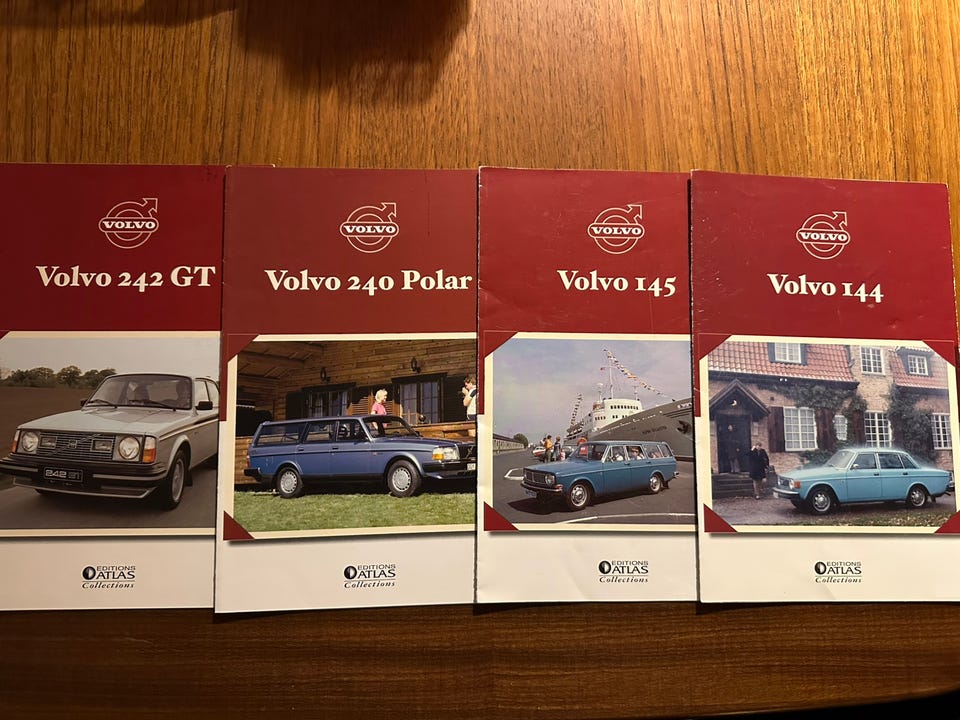 VOLVO
Volvo 242 GT
242 GT
EDITIONS
ATLAS
Collections
VOLVO
Volvo 240 Polar
EDITIONS
ATLAS
Collections
VOLVO
Volvo 145
EDITIONS
ATLAS
Collections
VOLVO
Volvo 144
EDITIONS
ATLAS
Collections